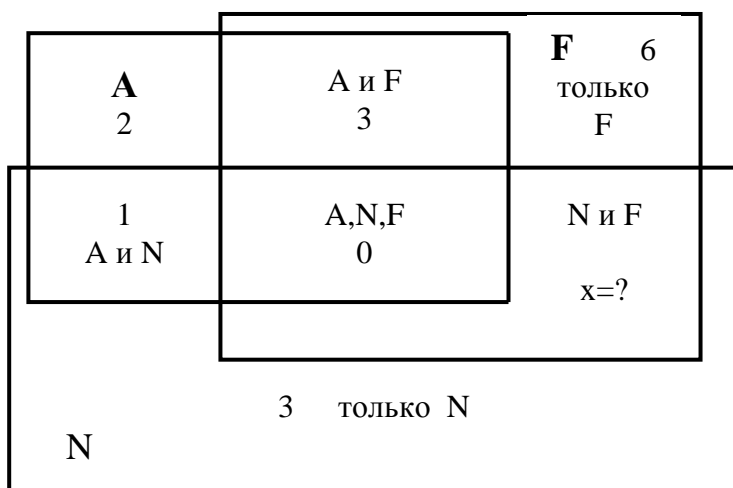 A
2
A и F
3
F 6
только
F
1
А и N
A,N,F
0
N и F
x=?
3 только N
N